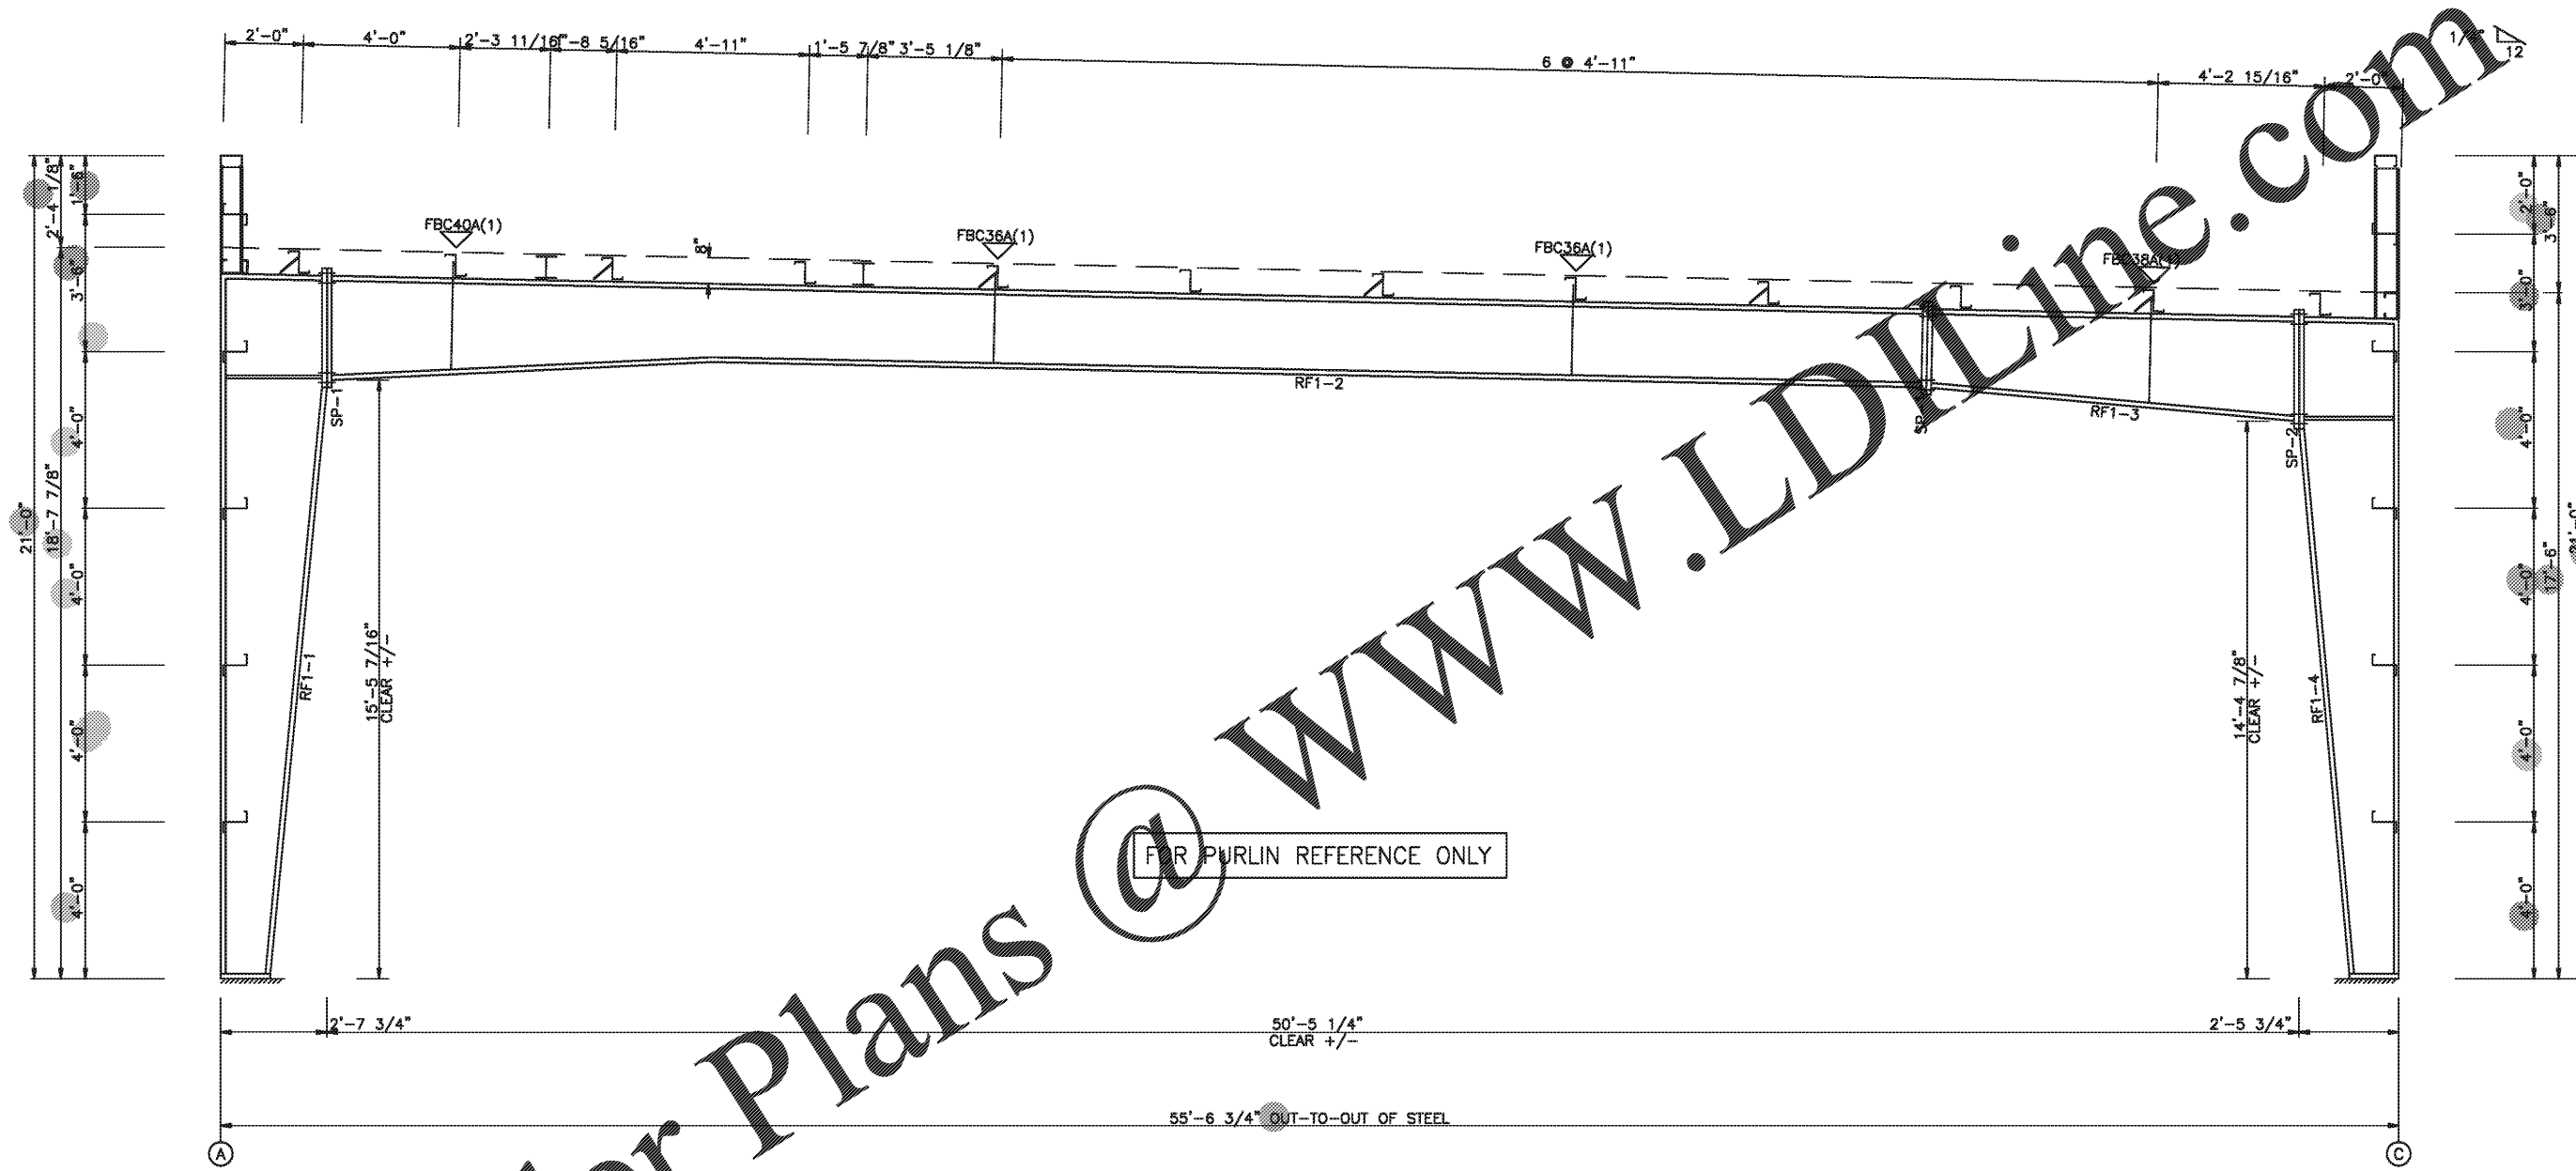 2'-0"
4'-0"
2'-3 11/16"
4'-11"
1'-5 7/8"
3'-5 1/8"
6 @ 4'-11"
4'-2 15/16"
2'-0"
1/4"
12
2'-4 1/8"
1'-6"
3'-6"
4'-0"
4'-0"
4'-0"
4'-0"
18'-7 7/8"
21'-0"
FBC40A(1)
8"
FBC36A(1)
FBC36A(1)
2'-0"
3'-6"
3'-0"
4'-0"
4'-0"
4'-0"
4'-0"
17'-6"
SP-1
RF1-2
RF1-3
SP-2
RF1-1
15'-5 7/16"
CLEAR +/-
14'-4 7/8"
CLEAR +/-
RF1-4
FOR PURLIN REFERENCE ONLY
2'-7 3/4"
50'-5 1/4"
CLEAR +/-
2'-5 3/4"
55'-6 3/4" OUT-TO-OUT OF STEEL
A
C
Plans @ WWW.LDILine.com